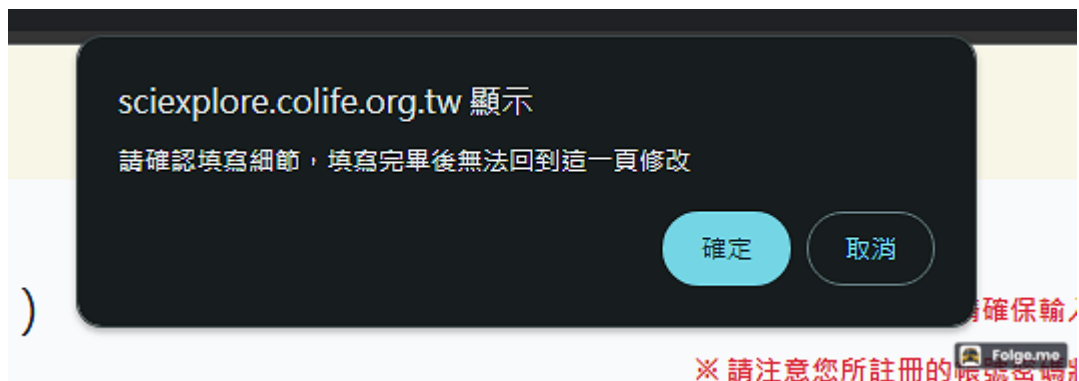 sciexplore.colife.org.tw 顯示
請確認填寫細節，填寫完畢後無法回到這一頁修改
確定
取消
)
確保輸入
※ 請注意您所註冊的帳號密碼
Folge.me